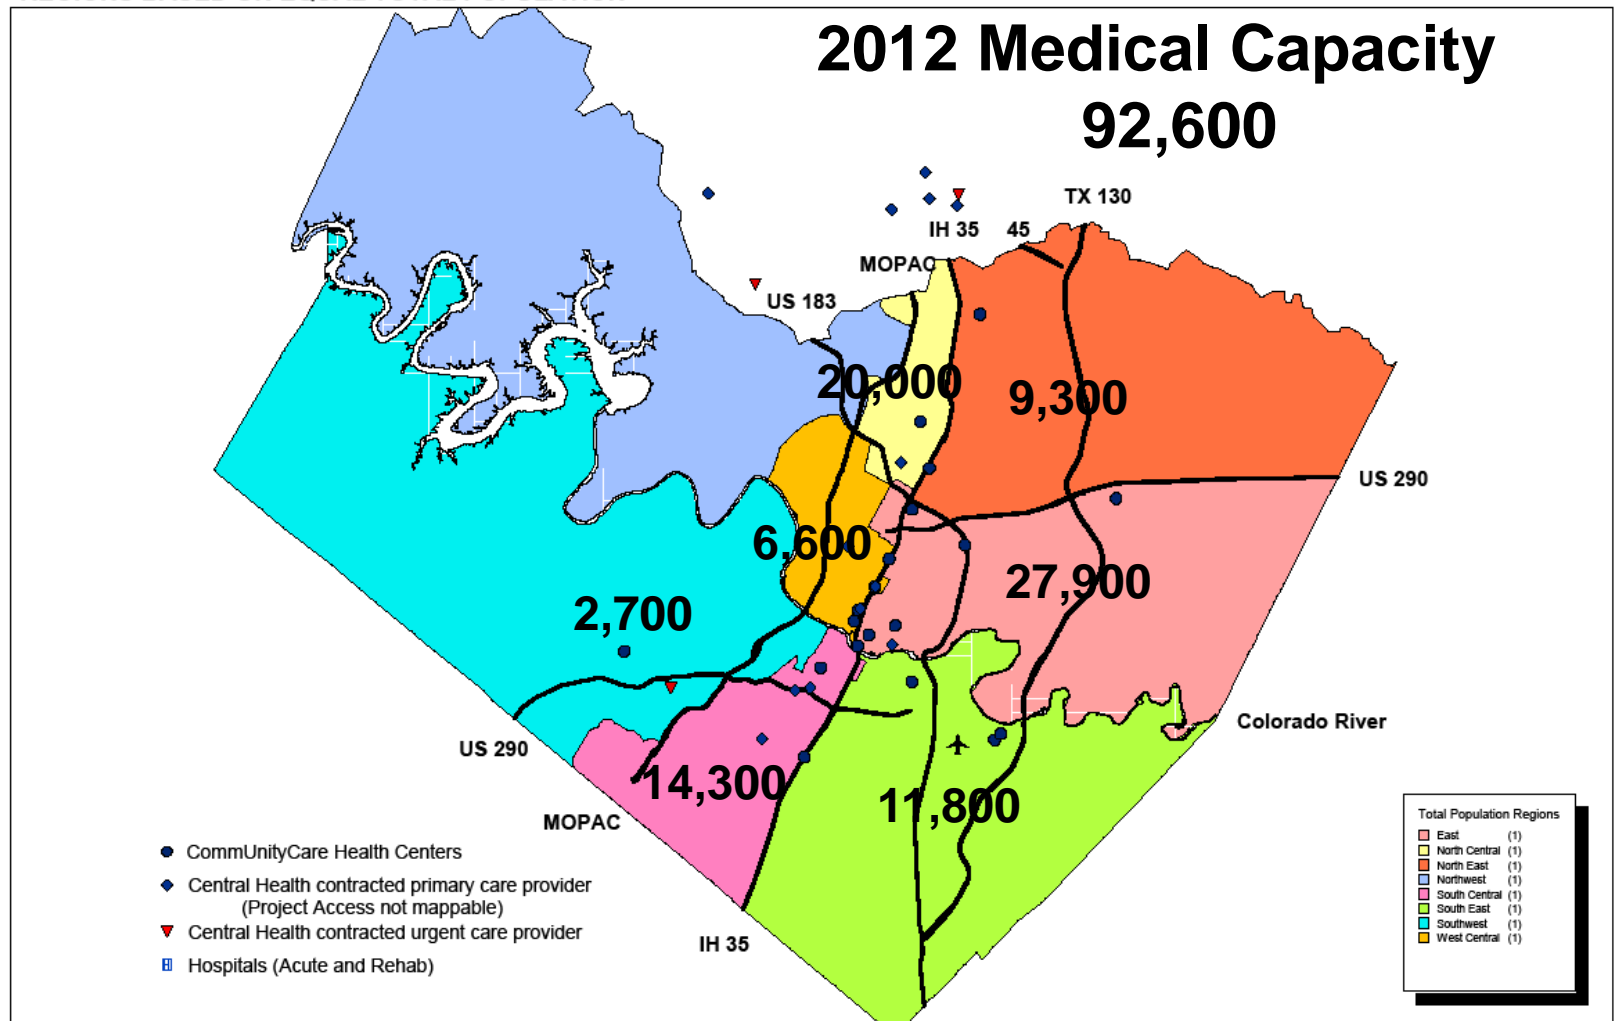 2012 Medical Capacity
92,600
TX 130
IH 35
45
MOPAC
US 183
20,000
9,300
US 290
6,600
27,900
2,700
Colorado River
US 290
14,300
11,800
MOPAC
IH 35
CommUnityCare Health Centers
Central Health contracted primary care provider
(Project Access not mappable)
Central Health contracted urgent care provider
Hospitals (Acute and Rehab)
Total Population Regions
East (1)
North Central (1)
North East (1)
Northwest (1)
South Central (1)
South East (1)
Southwest (1)
West Central (1)